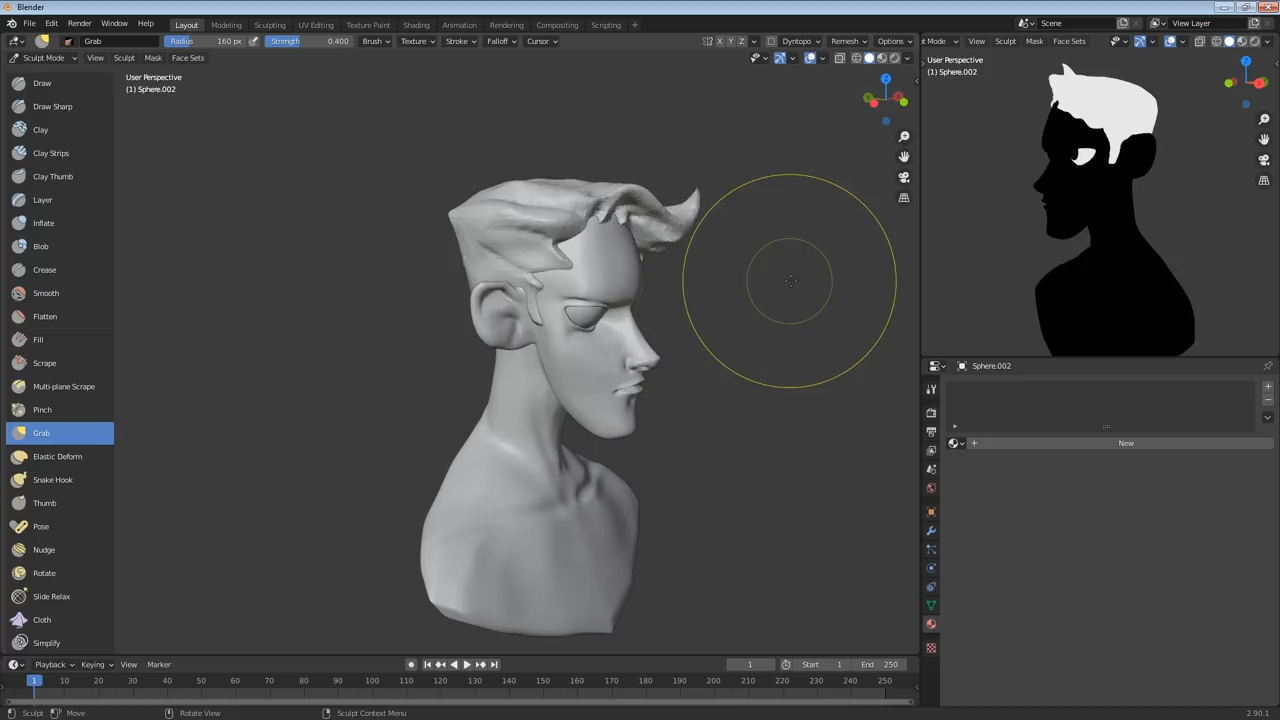 Blender
File Edit Render Window Help Layout Modeling Sculpting UV Editing Texture Paint Shading Animation Rendering Compositing Scripting + Scene View Layer
Grab Radius 160 px Strength 0.400 Brush Texture Stroke Falloff Cursor X Y Z Dyntopo Remesh Options t Mode View Sculpt Mask Face Sets
Sculpt Mode View Sculpt Mask Face Sets
User Perspective
(1) Sphere.002
User Perspective
(1) Sphere.002
Z
Z
Draw
Draw Sharp
Clay
Clay Strips
Clay Thumb
Layer
Inflate
Blob
Crease
Smooth
Flatten
Fill
Scrape
Multi-plane Scrape
Pinch
Grab
Elastic Deform
Snake Hook
Thumb
Pose
Nudge
Rotate
Slide Relax
Cloth
Simplify
Sphere.002
+ New
Playback Keying View Marker 1 Start 1 End 250
1 10 20 30 40 50 60 70 80 90 100 110 120 130 140 150 160 170 180 190 200 210 220 230 240 250
Sculpt Move Rotate View Sculpt Context Menu 2.90.1